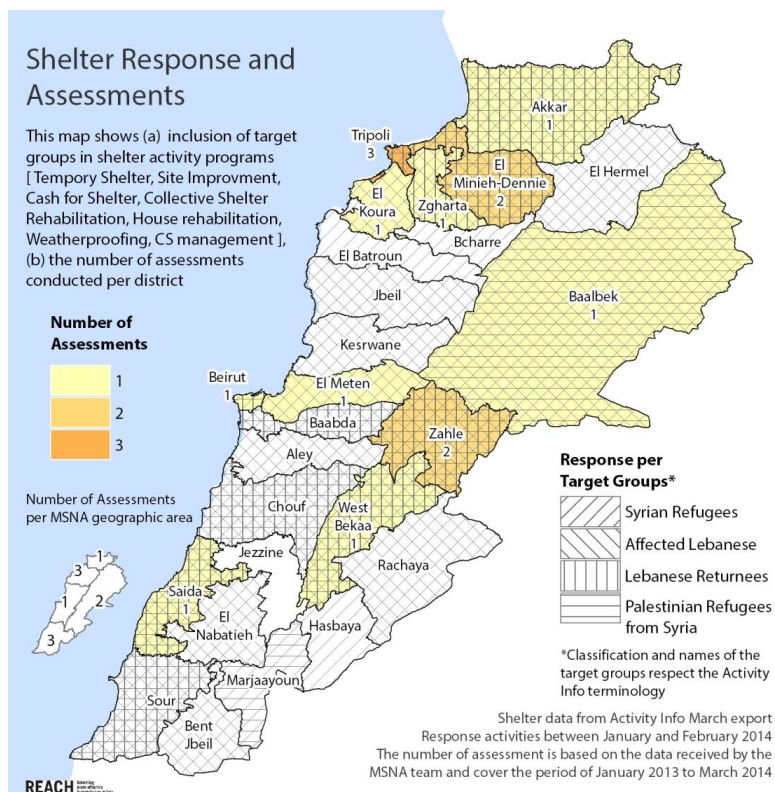 Shelter Response and
Assessments
This map shows (a) inclusion of target
groups in shelter activity programs
[ Tempory Shelter, Site Improvment,
Cash for Shelter, Collective Shelter
Rehabilitation, House rehabilitation,
Weatherproofing, CS management ],
(b) the number of assessments
conducted per district
Number of
Assessments
1
2
3
Number of Assessments
per MSNA geographic area
1
3
1
2
3
Akkar
1
Tripoli
3
El
Minieh-Dennie
2
El Hermel
El
Koura
1
Zgharta
1
Bcharre
El Batroun
Jbeil
Baalbek
1
Kesrwane
Beirut
1
El Meten
1
Baabda
Zahle
2
Aley
Chouf
West
Bekaa
1
Jezzine
Rachaya
Saida
1
El
Nabatieh
Hasbaya
Marjaayoun
Sour
Bent
Jbeil
Response per
Target Groups*
Syrian Refugees
Affected Lebanese
Lebanese Returnees
Palestinian Refugees
from Syria
*Classification and names of the
target groups respect the Activity
Info terminology
Shelter data from Activity Info March export
Response activities between January and February 2014
The number of assessment is based on the data received by the
MSNA team and cover the period of January 2013 to March 2014
REACH